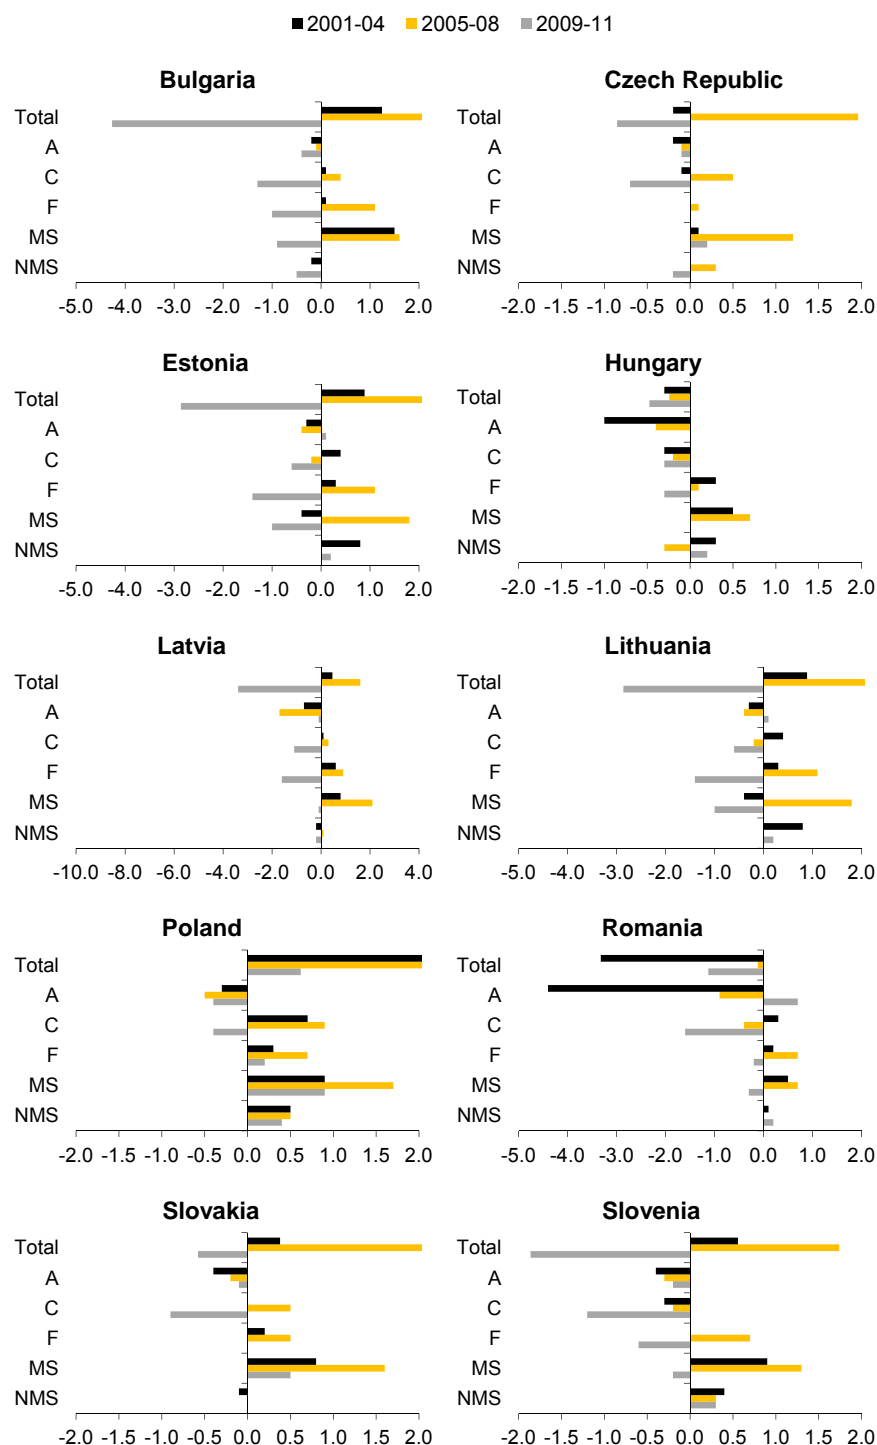 2001-04 2005-08 2009-11
Bulgaria
Total
A
C
F
MS
NMS
-5.0 -4.0 -3.0 -2.0 -1.0 0.0 1.0 2.0
Czech Republic
Total
A
C
F
MS
NMS
-2.0 -1.5 -1.0 -0.5 0.0 0.5 1.0 1.5 2.0
Estonia
Total
A
C
F
MS
NMS
-5.0 -4.0 -3.0 -2.0 -1.0 0.0 1.0 2.0
Hungary
Total
A
C
F
MS
NMS
-2.0 -1.5 -1.0 -0.5 0.0 0.5 1.0 1.5 2.0
Latvia
Total
A
C
F
MS
NMS
-10.0 -8.0 -6.0 -4.0 -2.0 0.0 2.0 4.0
Lithuania
Total
A
C
F
MS
NMS
-5.0 -4.0 -3.0 -2.0 -1.0 0.0 1.0 2.0
Poland
Total
A
C
F
MS
NMS
-2.0 -1.5 -1.0 -0.5 0.0 0.5 1.0 1.5 2.0
Romania
Total
A
C
F
MS
NMS
-5.0 -4.0 -3.0 -2.0 -1.0 0.0 1.0 2.0
Slovakia
Total
A
C
F
MS
NMS
-2.0 -1.5 -1.0 -0.5 0.0 0.5 1.0 1.5 2.0
Slovenia
Total
A
C
F
MS
NMS
-2.0 -1.5 -1.0 -0.5 0.0 0.5 1.0 1.5 2.0